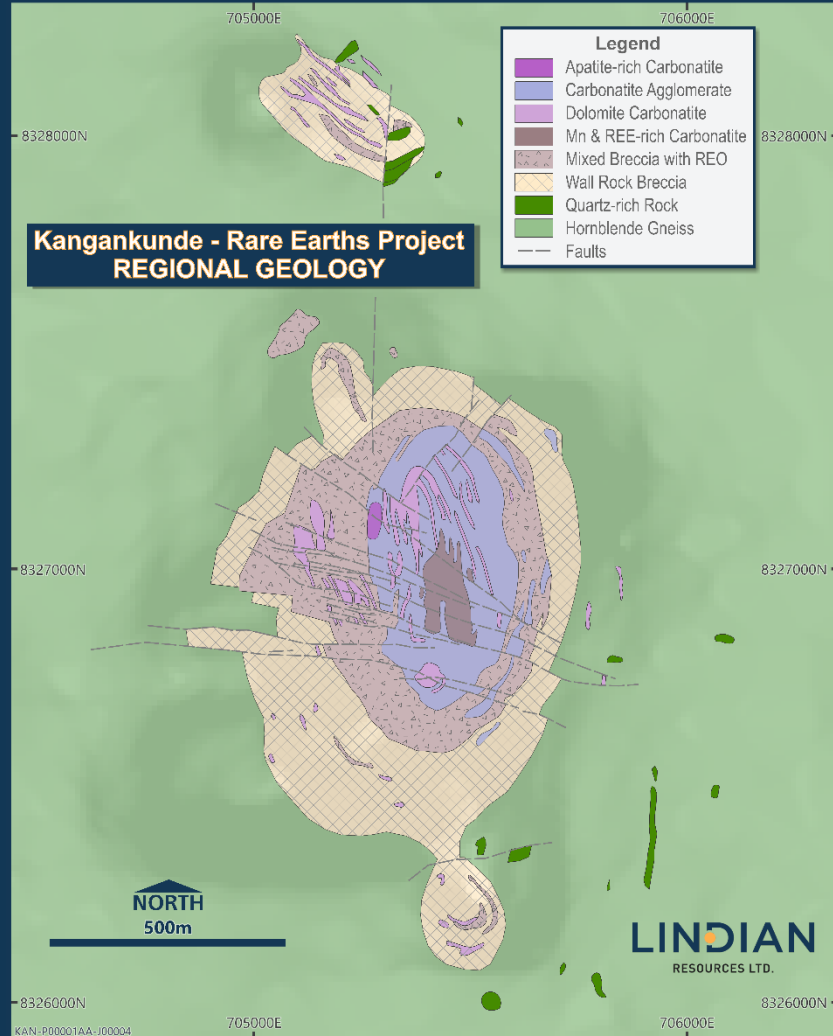 705000E
706000E
Legend
Apatite-rich Carbonatite
Carbonatite Agglomerate
Dolomite Carbonatite
Mn & REE-rich Carbonatite
Mixed Breccia with REO
Wall Rock Breccia
Quartz-rich Rock
Hornblende Gneiss
Faults
8328000N
8328000N
Kangankunde - Rare Earths Project
REGIONAL GEOLOGY
8327000N
8327000N
NORTH
500m
LINDIAN
RESOURCES LTD.
8326000N
8326000N
705000E
706000E
KAN-P00001AA-J00004